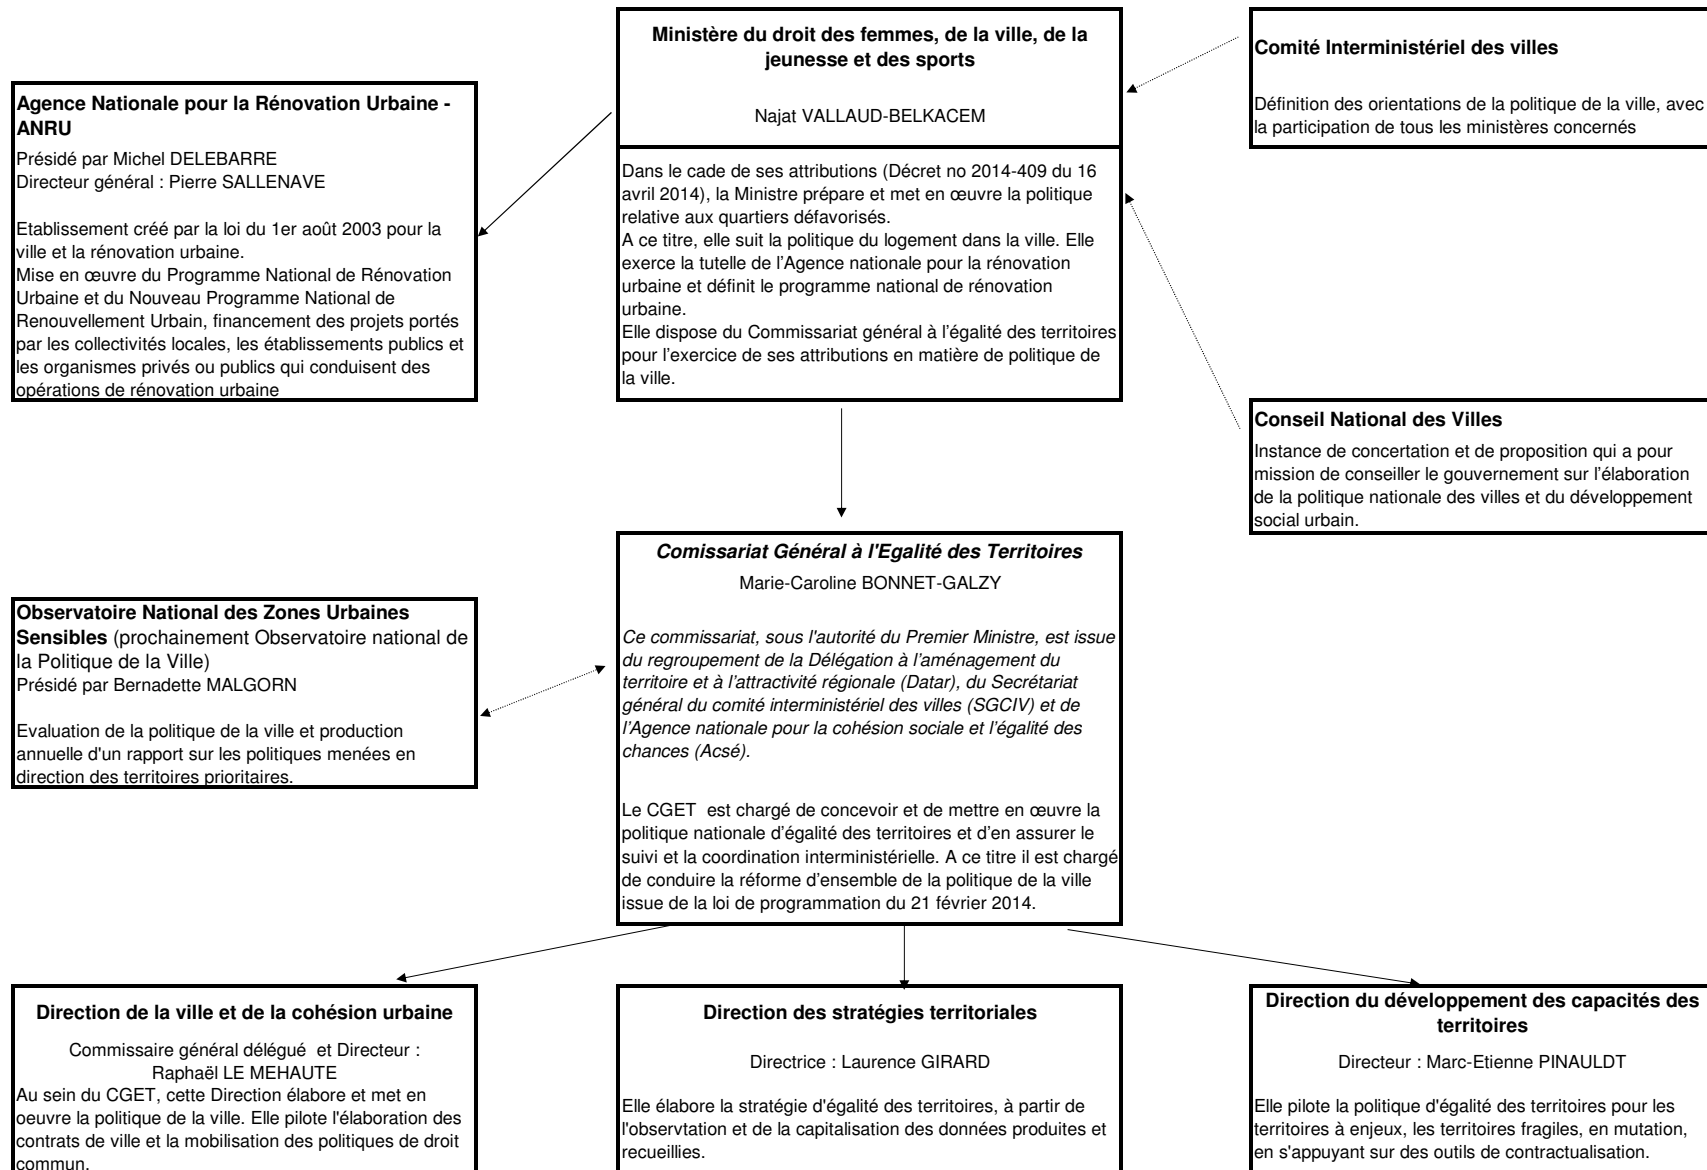 Ministère du droit des femmes, de la ville, de la
jeunesse et des sports
Najat VALLAUD-BELKACEM
Dans le cade de ses attributions (Décret no 2014-409 du 16
avril 2014), la Ministre prépare et met en œuvre la politique
relative aux quartiers défavorisés.
A ce titre, elle suit la politique du logement dans la ville. Elle
exerce la tutelle de l'Agence nationale pour la rénovation
urbaine et définit le programme national de rénovation
urbaine.
Elle dispose du Commissariat général à l'égalité des territoires
pour l'exercice de ses attributions en matière de politique de
la ville.
Comité Interministériel des villes
Définition des orientations de la politique de la ville, avec
la participation de tous les ministères concernés
Agence Nationale pour la Rénovation Urbaine -
ANRU
Présidé par Michel DELEBARRE
Directeur général : Pierre SALLENAVE
Etablissement créé par la loi du 1er août 2003 pour la
ville et la rénovation urbaine.
Mise en œuvre du Programme National de Rénovation
Urbaine et du Nouveau Programme National de
Renouvellement Urbain, financement des projets portés
par les collectivités locales, les établissements publics et
les organismes privés ou publics qui conduisent des
opérations de rénovation urbaine
Conseil National des Villes
Instance de concertation et de proposition qui a pour
mission de conseiller le gouvernement sur l'élaboration
de la politique nationale des villes et du développement
social urbain.
Comissariat Général à l'Egalité des Territoires
Marie-Caroline BONNET-GALZY
Ce commissariat, sous l'autorité du Premier Ministre, est issue
du regroupement de la Délégation à l'aménagement du
territoire et à l'attractivité régionale (Datar), du Secrétariat
général du comité interministériel des villes (SGCIV) et de
l'Agence nationale pour la cohésion sociale et l'égalité des
chances (Acsé).
Le CGET est chargé de concevoir et de mettre en œuvre la
politique nationale d'égalité des territoires et d'en assurer le
suivi et la coordination interministérielle. A ce titre il est chargé
de conduire la réforme d'ensemble de la politique de la ville
issue de la loi de programmation du 21 février 2014.
Observatoire National des Zones Urbaines
Sensibles (prochainement Observatoire national de
la Politique de la Ville)
Présidé par Bernadette MALGORN
Evaluation de la politique de la ville et production
annuelle d'un rapport sur les politiques menées en
direction des territoires prioritaires.
Direction de la ville et de la cohésion urbaine
Commissaire général délégué et Directeur :
Raphaël LE MEHAUTE
Au sein du CGET, cette Direction élabore et met en
oeuvre la politique de la ville. Elle pilote l'élaboration des
contrats de ville et la mobilisation des politiques de droit
commun.
Direction des stratégies territoriales
Directrice : Laurence GIRARD
Elle élabore la stratégie d'égalité des territoires, à partir de
l'observtation et de la capitalisation des données produites et
recueillies.
Direction du développement des capacités des
territoires
Directeur : Marc-Etienne PINAULDT
Elle pilote la politique d'égalité des territoires pour les
territoires à enjeux, les territoires fragiles, en mutation,
en s'appuyant sur des outils de contractualisation.